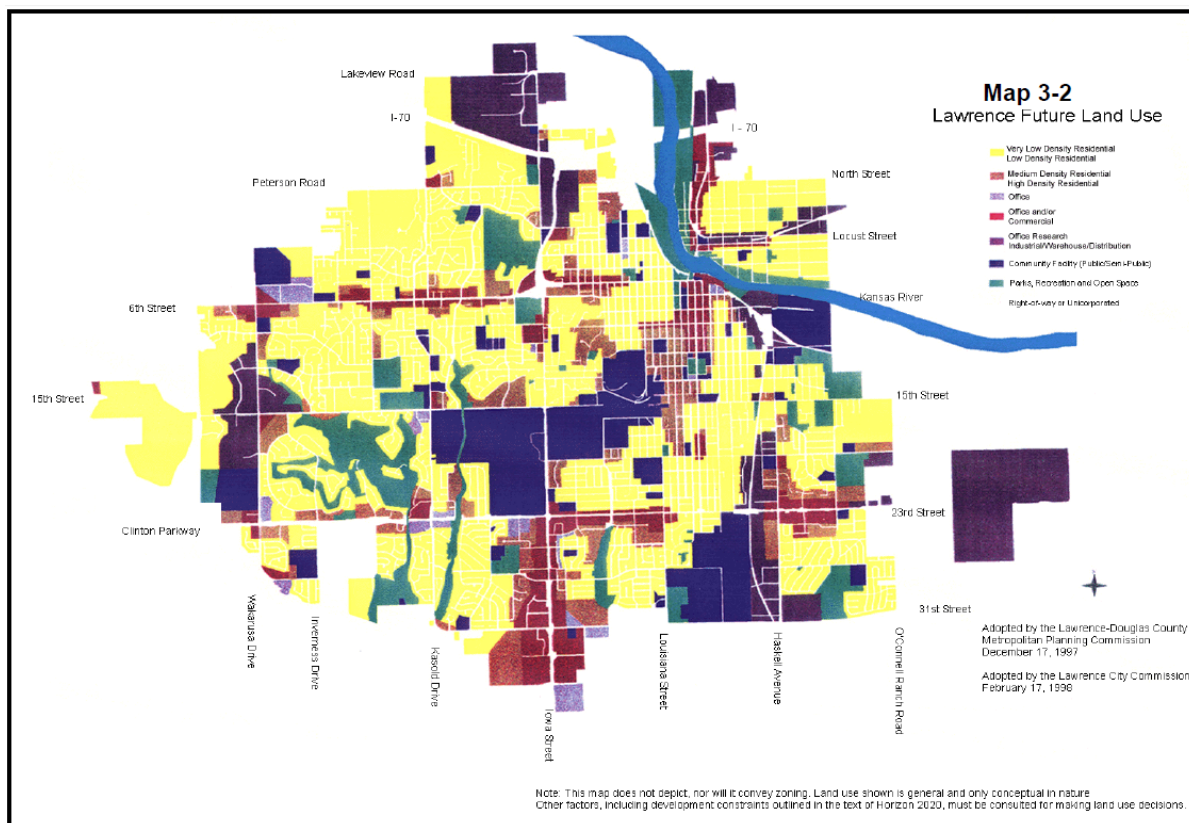 Map 3-2
Lawrence Future Land Use
Very Low Density Residential
Low Density Residential
Medium Density Residential
High Density Residential
Office
Office and/or
Commercial
Office Research
Industrial/Warehouse/Distribution
Community Facility (Public/Semi-Public)
Parks, Recreation and Open Space
Right-of-way or Unicorporated
Lakeview Road
I-70
I - 70
Peterson Road
North Street
Locust Street
6th Street
Kansas River
15th Street
15th Street
23rd Street
Clinton Parkway
31st Street
Wakarusa Drive
Inverness Drive
Kasold Drive
Iowa Street
Louisiana Street
Haskell Avenue
O'Connell Ranch Road
Adopted by the Lawrence-Douglas County
Metropolitan Planning Commission
December 17, 1997
Adopted by the Lawrence City Commission
February 17, 1998
Note: This map does not depict, nor will it convey zoning. Land use shown is general and only conceptual in nature
Other factors, including development constraints outlined in the text of Horizon 2020, must be consulted for making land use decisions.